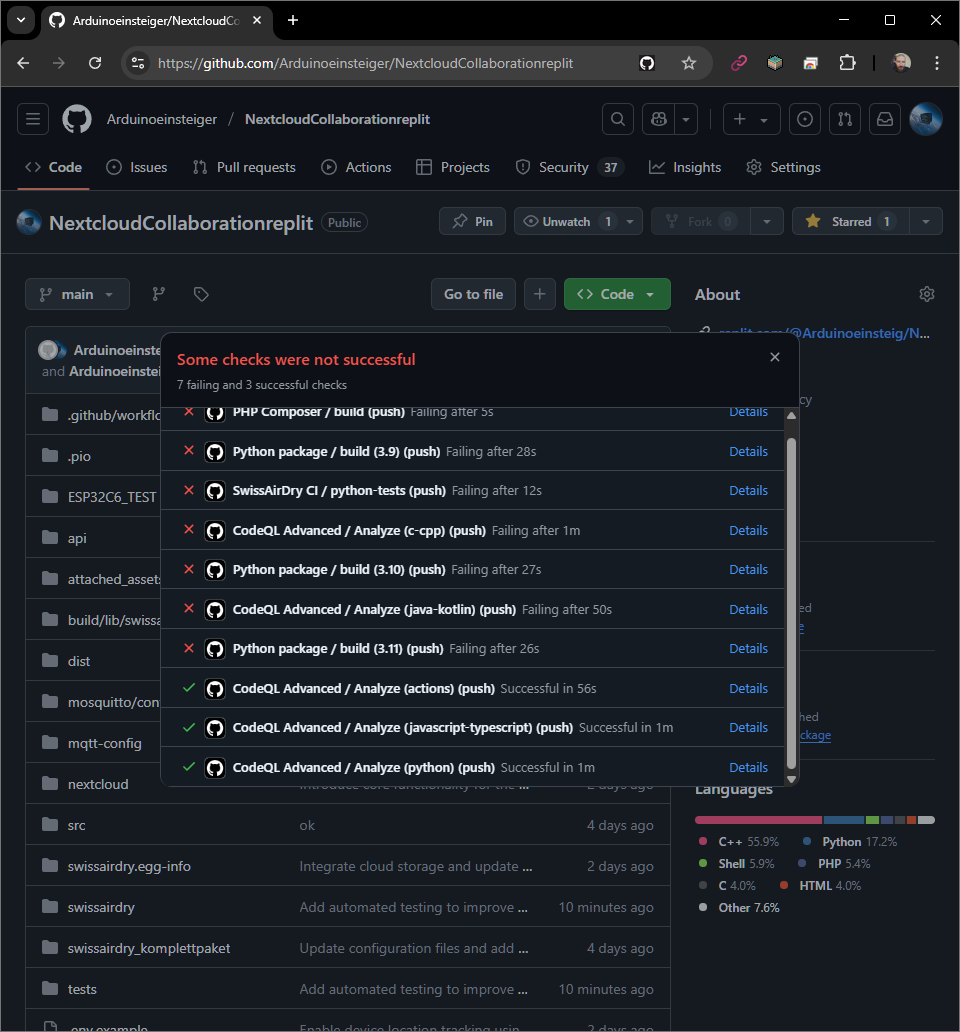 Arduinoeinsteiger/NextcloudCo
https://github.com/Arduinoeinsteiger/NextcloudCollaborationreplit
Arduinoeinsteiger / NextcloudCollaborationreplit
Code Issues Pull requests Actions Projects Security 37 Insights Settings
NextcloudCollaborationreplit Public Pin Unwatch 1 Fork 0 Starred 1
main Go to file Code About
replit.com/@Arduinoeinsteig/N...
Arduinoeinste
and Arduinoeinstei
Some checks were not successful
7 failing and 3 successful checks
PHP Composer / build (push) Failing after 5s Details
Python package / build (3.9) (push) Failing after 28s Details
SwissAirDry CI / python-tests (push) Failing after 12s Details
CodeQL Advanced / Analyze (c-cpp) (push) Failing after 1m Details
Python package / build (3.10) (push) Failing after 27s Details
CodeQL Advanced / Analyze (java-kotlin) (push) Failing after 50s Details
Python package / build (3.11) (push) Failing after 26s Details
CodeQL Advanced / Analyze (actions) (push) Successful in 56s Details
CodeQL Advanced / Analyze (javascript-typescript) (push) Successful in 1m Details
CodeQL Advanced / Analyze (python) (push) Successful in 1m Details
.github/workflo
.pio
ESP32C6_TEST
api
attached_assets
build/lib/swissa
dist
mosquitto/con
mqtt-config
nextcloud Introduce core functionality for the ... 2 days ago
src ok 4 days ago
swissairdry.egg-info Integrate cloud storage and update ... 2 days ago
swissairdry Add automated testing to improve ... 10 minutes ago
swissairdry_komplettpaket Update configuration files and add ... 4 days ago
tests Add automated testing to improve ... 10 minutes ago
.env.example Enable device location tracking usin... 2 days ago
cy
ed
e
hed
ckage
Languages
C++ 55.9% Python 17.2%
Shell 5.9% PHP 5.4%
C 4.0% HTML 4.0%
Other 7.6%